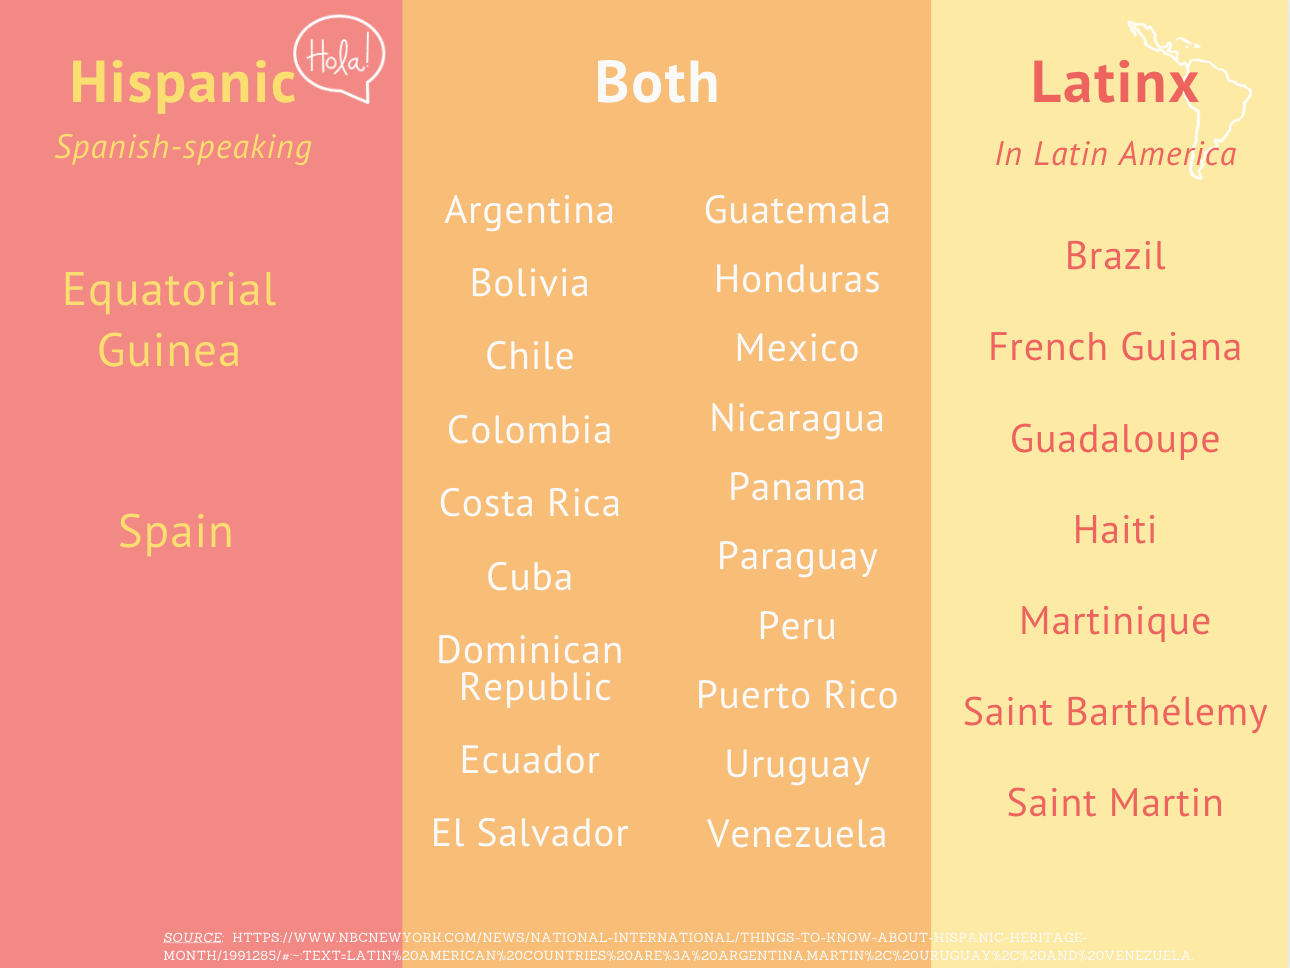 Hispanic
Hola!
Spanish-speaking
Equatorial
Guinea
Spain
Both
Argentina
Bolivia
Chile
Colombia
Costa Rica
Cuba
Dominican
Republic
Ecuador
El Salvador
Guatemala
Honduras
Mexico
Nicaragua
Panama
Paraguay
Peru
Puerto Rico
Uruguay
Venezuela
Latinx
In Latin America
Brazil
French Guiana
Guadaloupe
Haiti
Martinique
Saint Barthélemy
Saint Martin
SOURCE: HTTPS://WWW.NBCNEWYORK.COM/NEWS/NATIONAL-INTERNATIONAL/THINGS-TO-KNOW-ABOUT-HISPANIC-HERITAGE-
MONTH/1991285/#:~:TEXT=LATIN%20AMERICAN%20COUNTRIES%20ARE%3A%20ARGENTINA,MARTIN%2C%20URUGUAY%2C%20AND%20VENEZUELA.